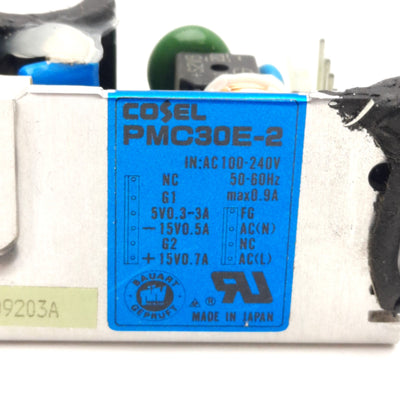 COSEL
PMC30E-2
IN:AC100-240V
NC 50-60Hz
G1 max0.9A
5V0.3-3A FG
-15V0.5A AC(N)
G2 NC
+15V0.7A AC(L)
BAUART
GEPRÜFT
MADE IN JAPAN
09203A